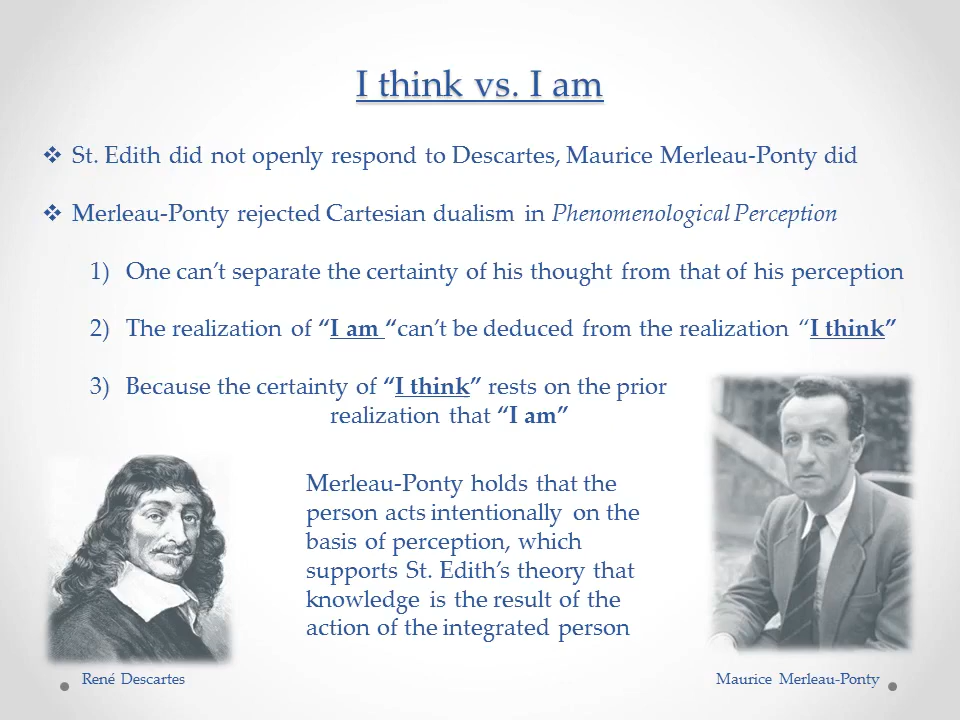 I think vs. I am
❖ St. Edith did not openly respond to Descartes, Maurice Merleau-Ponty did
❖ Merleau-Ponty rejected Cartesian dualism in Phenomenological Perception
1) One can’t separate the certainty of his thought from that of his perception
2) The realization of “I am “can’t be deduced from the realization “I think”
3) Because the certainty of “I think” rests on the prior
realization that “I am”
Merleau-Ponty holds that the
person acts intentionally on the
basis of perception, which
supports St. Edith’s theory that
knowledge is the result of the
action of the integrated person
René Descartes
Maurice Merleau-Ponty